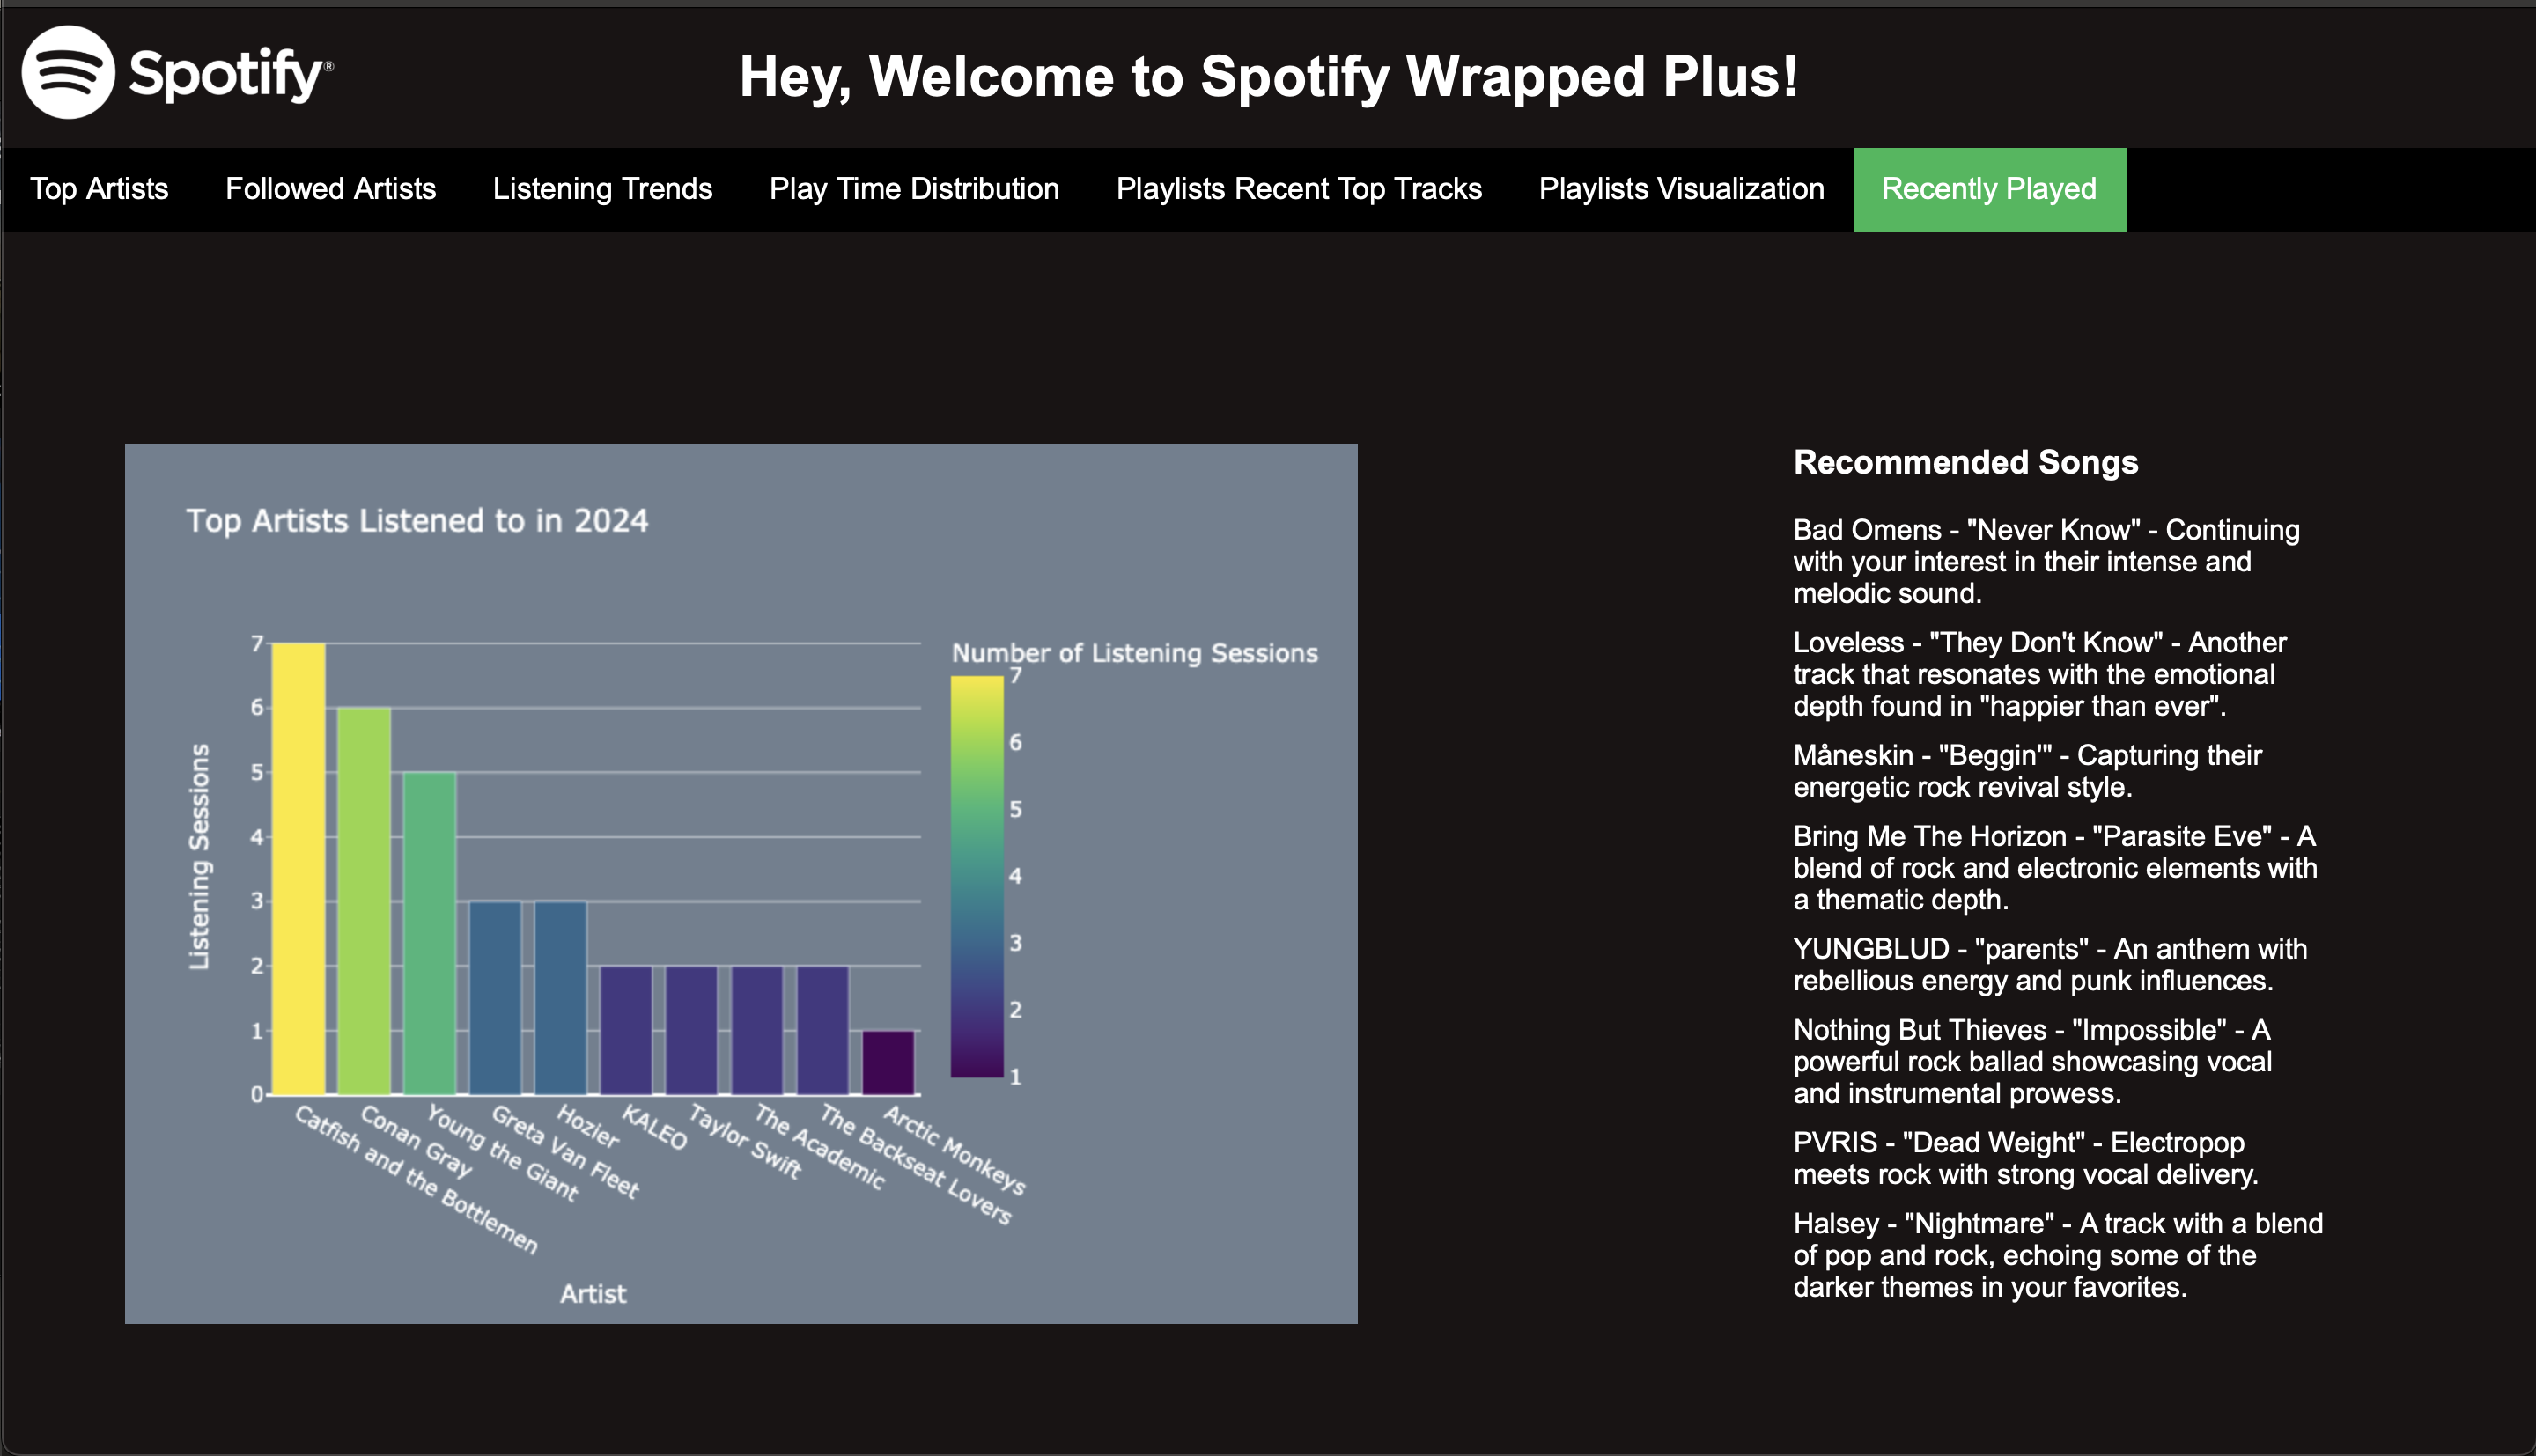 Spotify®
Hey, Welcome to Spotify Wrapped Plus!
Top Artists Followed Artists Listening Trends Play Time Distribution Playlists Recent Top Tracks Playlists Visualization Recently Played
Top Artists Listened to in 2024
Number of Listening Sessions
7
6
5
4
3
2
1
0
Listening Sessions
7
6
5
4
3
2
1
Catfish and the Bottlemen
Conan Gray
Young the Giant
Greta Van Fleet
Hozier
KALEO
Taylor Swift
The Academic
The Backseat Lovers
Arctic Monkeys
Artist
Recommended Songs
Bad Omens - "Never Know" - Continuing
with your interest in their intense and
melodic sound.
Loveless - "They Don't Know" - Another
track that resonates with the emotional
depth found in "happier than ever".
Måneskin - "Beggin'" - Capturing their
energetic rock revival style.
Bring Me The Horizon - "Parasite Eve" - A
blend of rock and electronic elements with
a thematic depth.
YUNGBLUD - "parents" - An anthem with
rebellious energy and punk influences.
Nothing But Thieves - "Impossible" - A
powerful rock ballad showcasing vocal
and instrumental prowess.
PVRIS - "Dead Weight" - Electropop
meets rock with strong vocal delivery.
Halsey - "Nightmare" - A track with a blend
of pop and rock, echoing some of the
darker themes in your favorites.